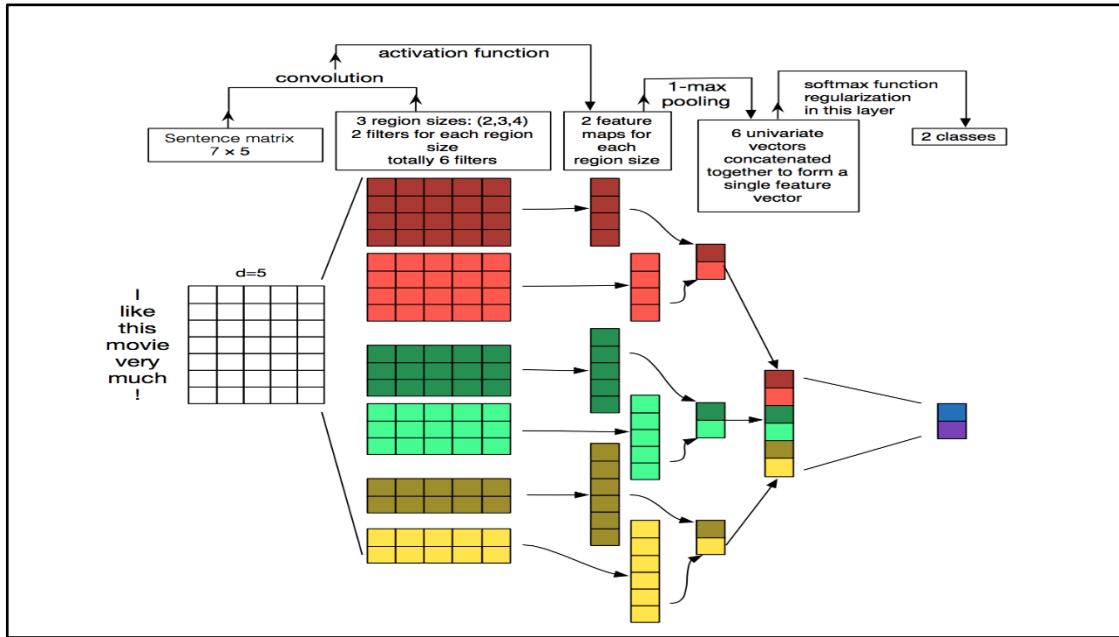 activation function
convolution
1-max
pooling
softmax function
regularization
in this layer
Sentence matrix
7 × 5
3 region sizes: (2,3,4)
2 filters for each region
size
totally 6 filters
2 feature
maps for
each
region size
6 univariate
vectors
concatenated
together to form a
single feature
vector
2 classes
d=5
I
like
this
movie
very
much
!